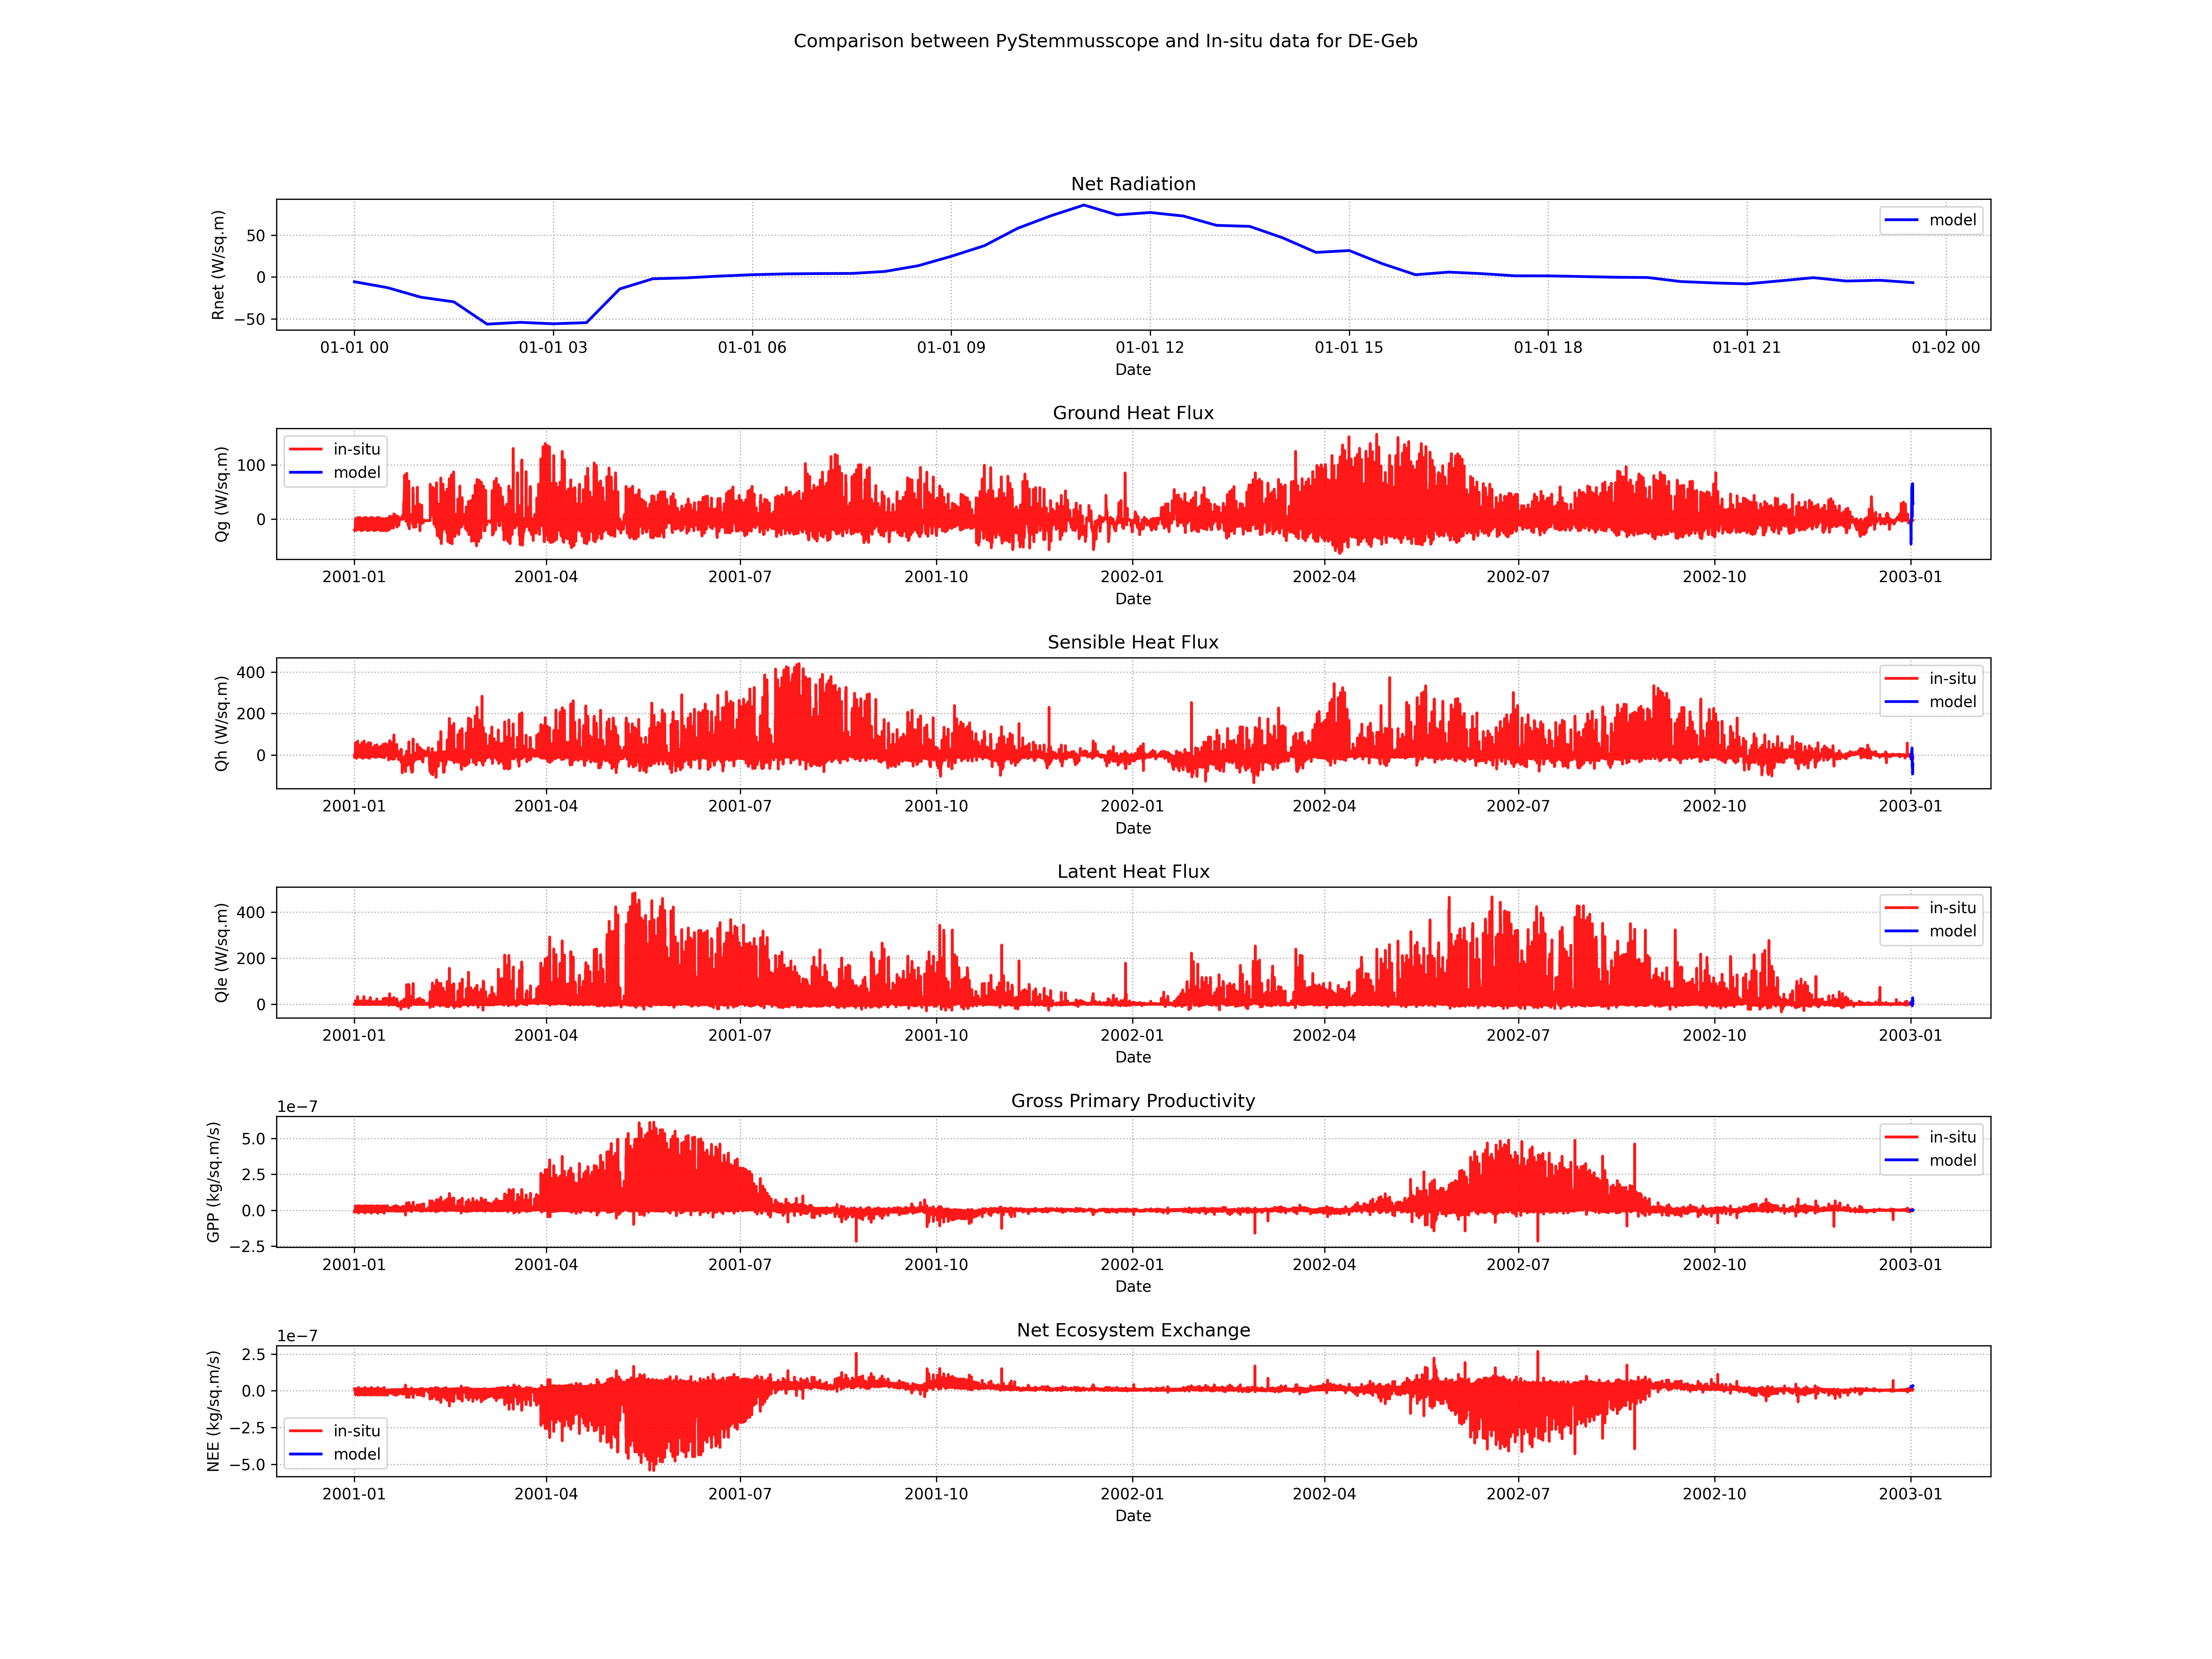 Comparison between PyStemmusscope and In-situ data for DE-Geb
Net Radiation
Rnet (W/sq.m)
50
0
−50
model
01-01 00 01-01 03 01-01 06 01-01 09 01-01 12 01-01 15 01-01 18 01-01 21 01-02 00
Date
Ground Heat Flux
Qg (W/sq.m)
100
0
in-situ
model
2001-01 2001-04 2001-07 2001-10 2002-01 2002-04 2002-07 2002-10 2003-01
Date
Sensible Heat Flux
Qh (W/sq.m)
400
200
0
in-situ
model
2001-01 2001-04 2001-07 2001-10 2002-01 2002-04 2002-07 2002-10 2003-01
Date
Latent Heat Flux
Qle (W/sq.m)
400
200
0
in-situ
model
2001-01 2001-04 2001-07 2001-10 2002-01 2002-04 2002-07 2002-10 2003-01
Date
Gross Primary Productivity
1e−7
GPP (kg/sq.m/s)
5.0
2.5
0.0
−2.5
in-situ
model
2001-01 2001-04 2001-07 2001-10 2002-01 2002-04 2002-07 2002-10 2003-01
Date
Net Ecosystem Exchange
1e−7
NEE (kg/sq.m/s)
2.5
0.0
−2.5
−5.0
in-situ
model
2001-01 2001-04 2001-07 2001-10 2002-01 2002-04 2002-07 2002-10 2003-01
Date